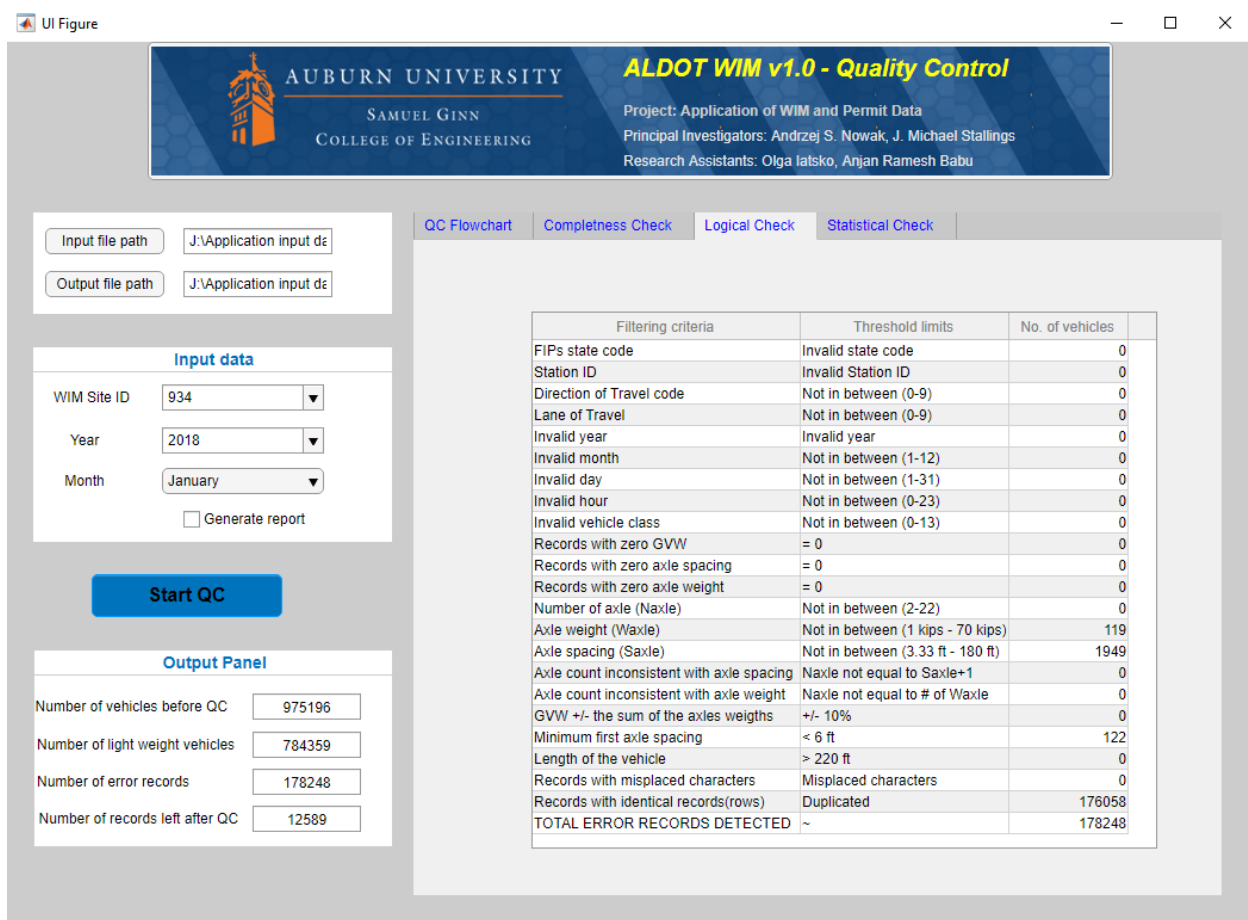 UI Figure
AUBURN UNIVERSITY
SAMUEL GINN
COLLEGE OF ENGINEERING
ALDOT WIM v1.0 - Quality Control
Project: Application of WIM and Permit Data
Principal Investigators: Andrzej S. Nowak, J. Michael Stallings
Research Assistants: Olga Iatsko, Anjan Ramesh Babu
Input file path J:\Application input da
Output file path J:\Application input da
Input data
WIM Site ID 934
Year 2018
Month January
Generate report
Start QC
Output Panel
Number of vehicles before QC 975196
Number of light weight vehicles 784359
Number of error records 178248
Number of records left after QC 12589
QC Flowchart Completness Check Logical Check Statistical Check
Filtering criteria Threshold limits No. of vehicles
FIPs state code Invalid state code 0
Station ID Invalid Station ID 0
Direction of Travel code Not in between (0-9) 0
Lane of Travel Not in between (0-9) 0
Invalid year Invalid year 0
Invalid month Not in between (1-12) 0
Invalid day Not in between (1-31) 0
Invalid hour Not in between (0-23) 0
Invalid vehicle class Not in between (0-13) 0
Records with zero GVW = 0 0
Records with zero axle spacing = 0 0
Records with zero axle weight = 0 0
Number of axle (Naxle) Not in between (2-22) 0
Axle weight (Waxle) Not in between (1 kips - 70 kips) 119
Axle spacing (Saxle) Not in between (3.33 ft - 180 ft) 1949
Axle count inconsistent with axle spacing Naxle not equal to Saxle+1 0
Axle count inconsistent with axle weight Naxle not equal to # of Waxle 0
GVW +/- the sum of the axles weigths +/- 10% 0
Minimum first axle spacing < 6 ft 122
Length of the vehicle > 220 ft 0
Records with misplaced characters Misplaced characters 0
Records with identical records(rows) Duplicated 176058
TOTAL ERROR RECORDS DETECTED ~ 178248